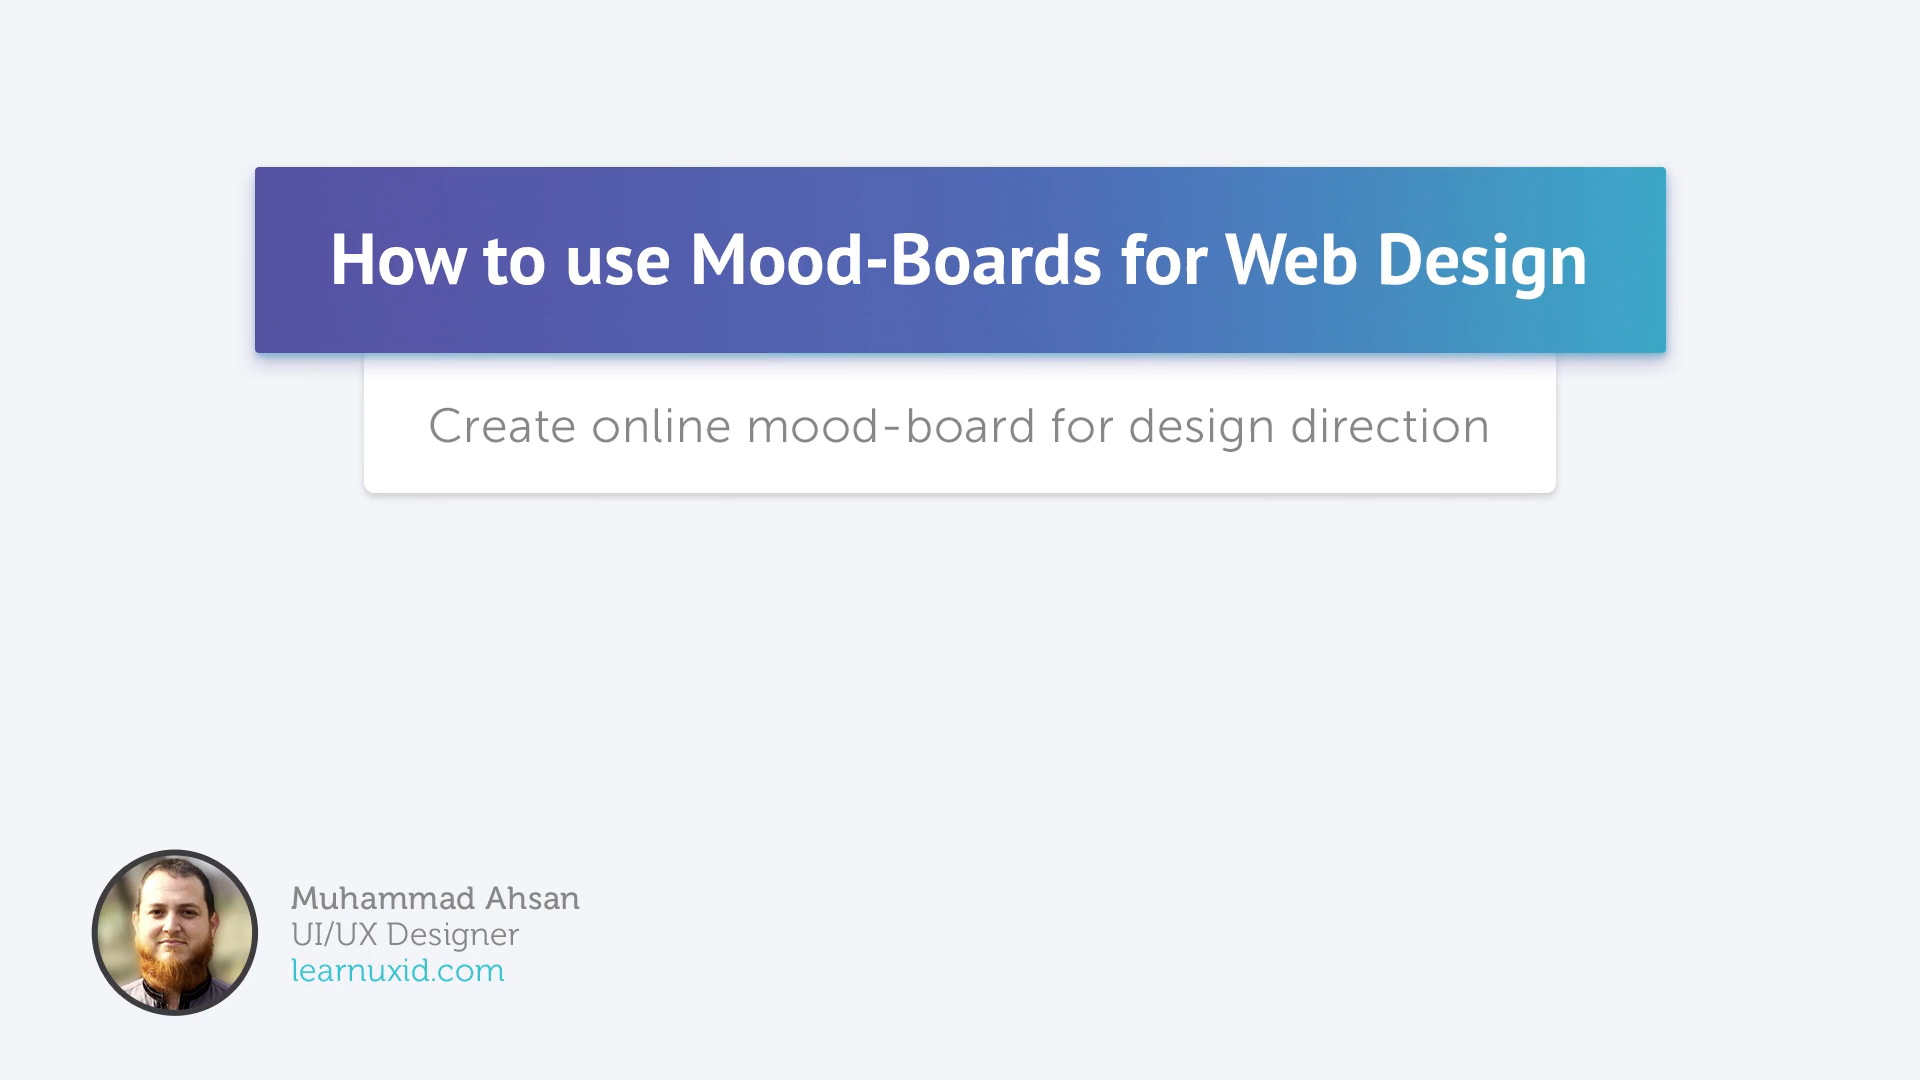 How to use Mood-Boards for Web Design
Create online mood-board for design direction
Muhammad Ahsan
UI/UX Designer
learnuxid.com